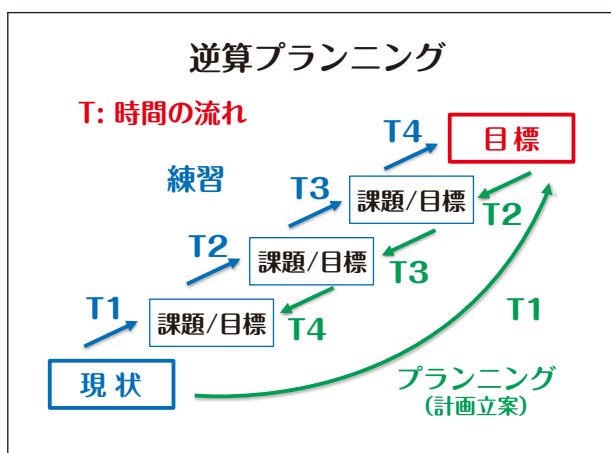 逆算プランニング
T: 時間の流れ
T4
目標
練習
T3
課題/目標
T2
T2
課題/目標
T3
T1
課題/目標
T4
T1
現状
プランニング
(計画立案)